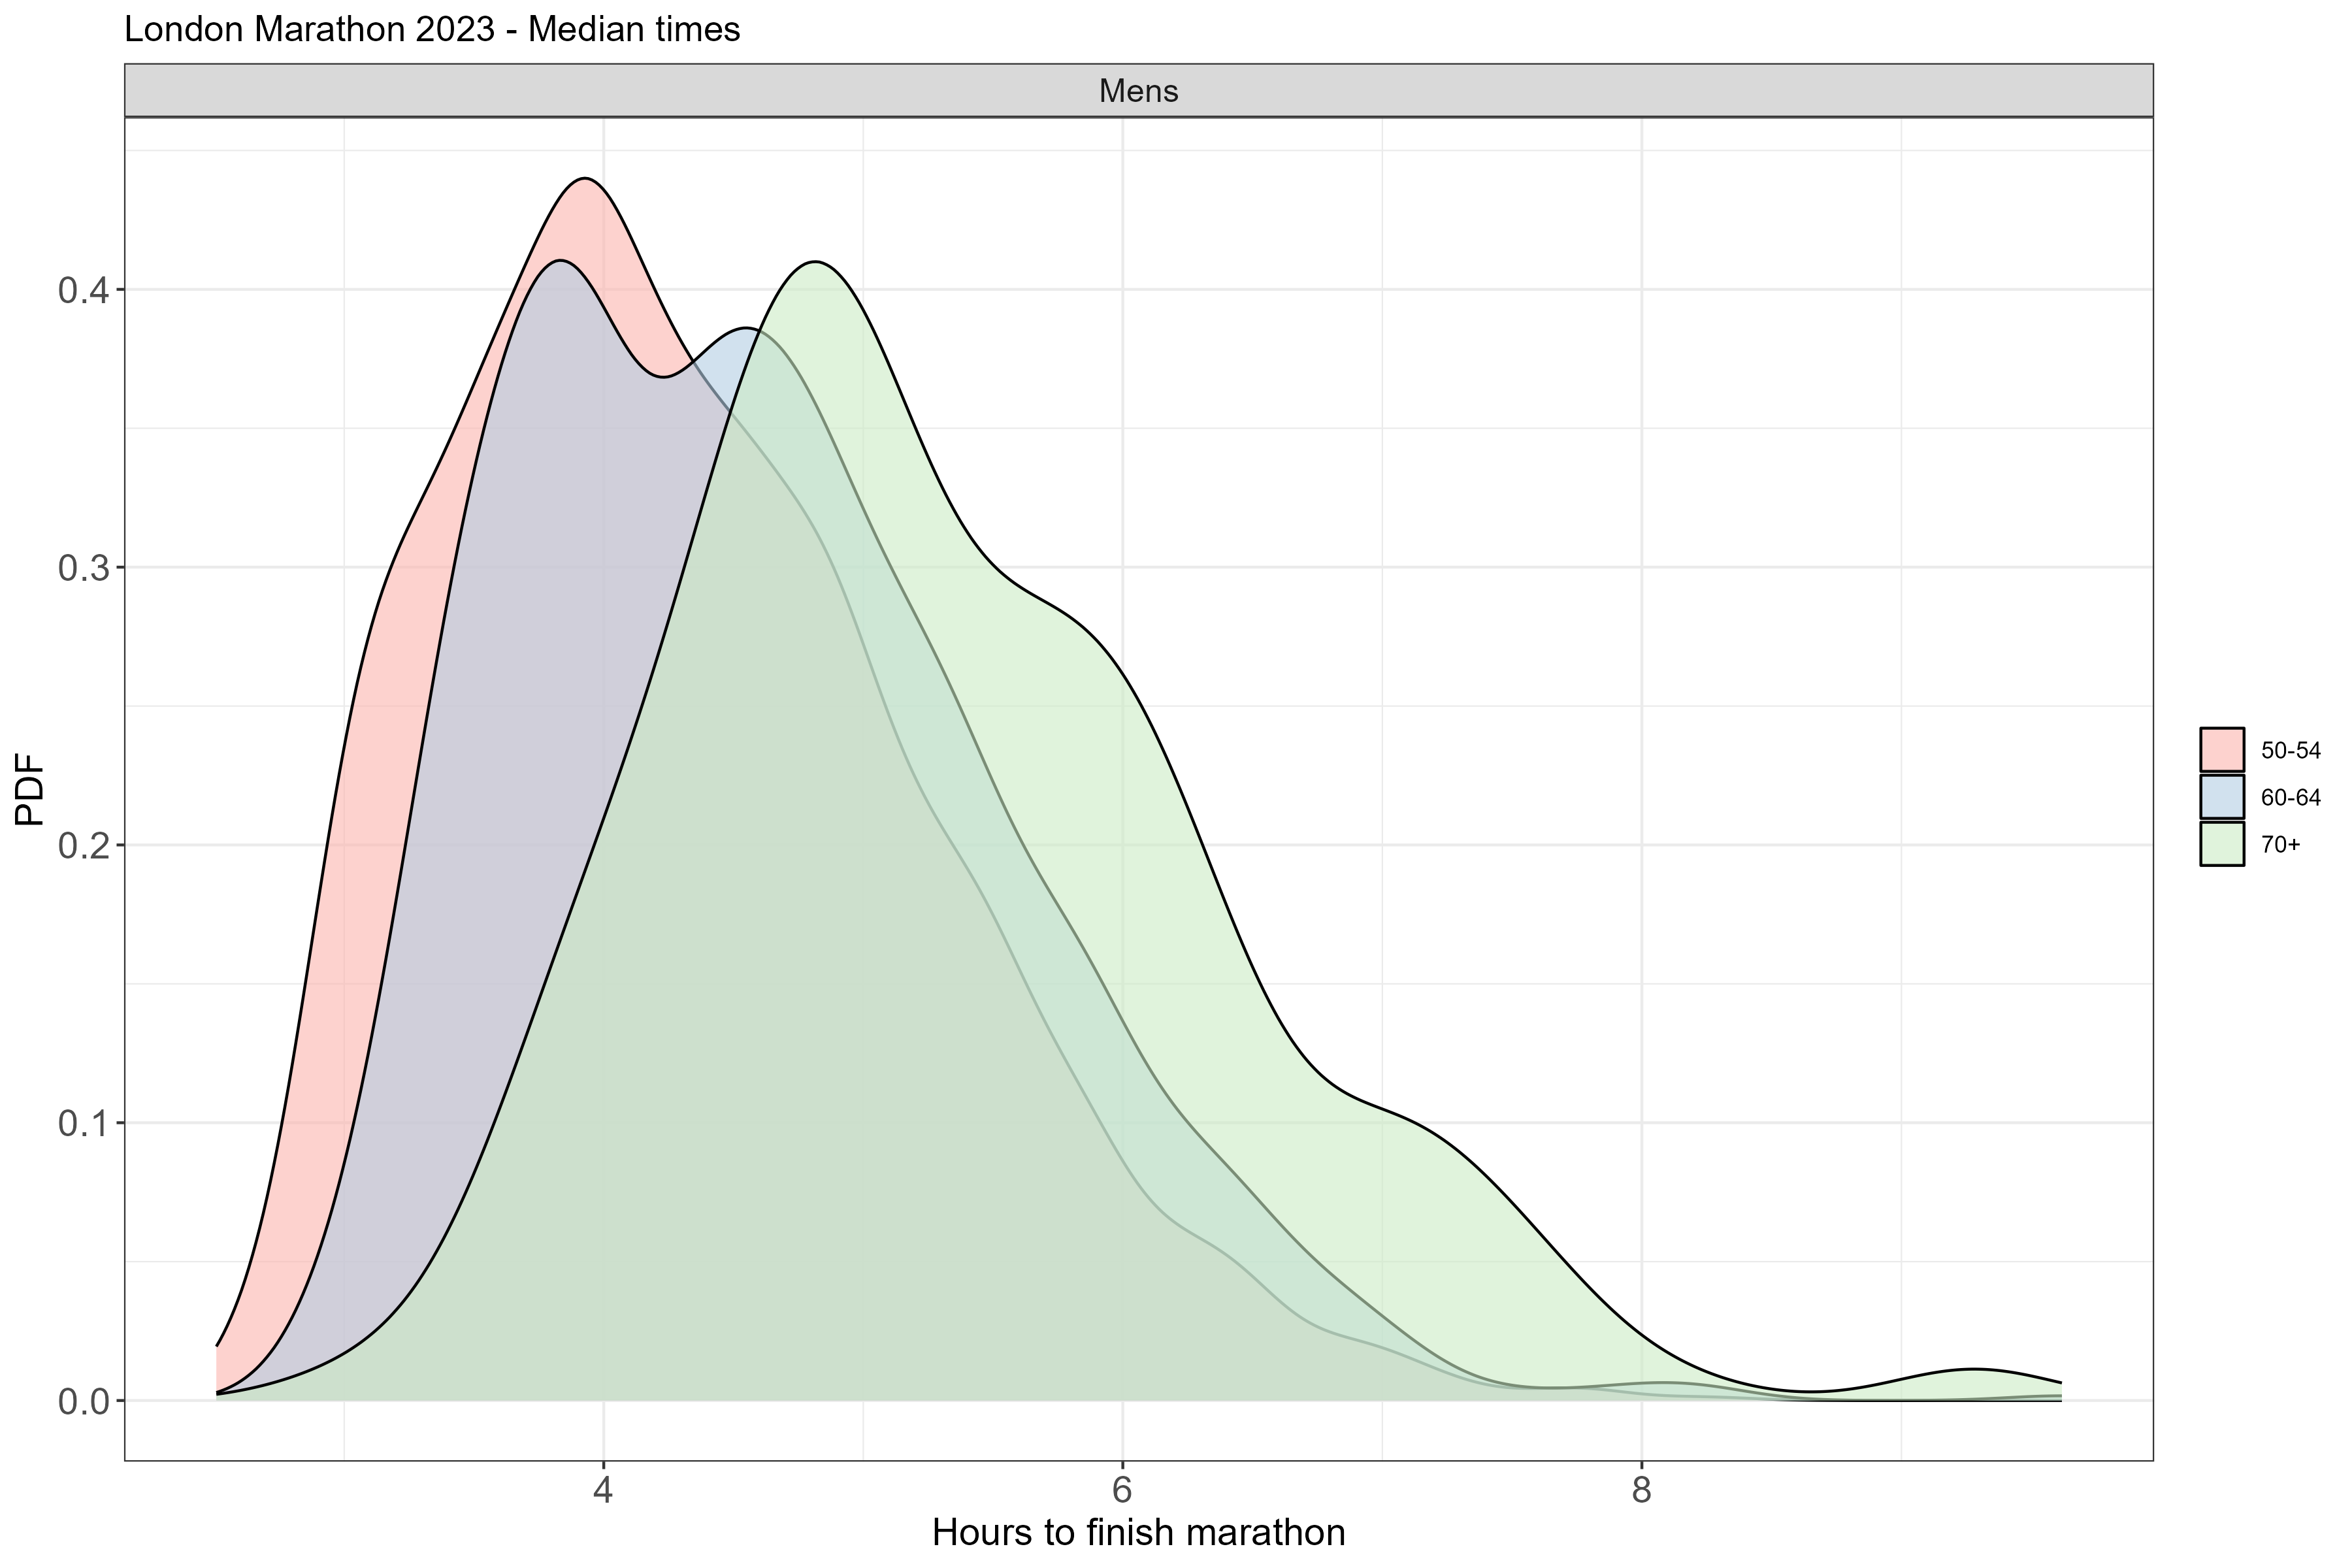 London Marathon 2023 - Median times
Mens
0.4
0.3
0.2
0.1
0.0
PDF
4 6 8
Hours to finish marathon
50-54
60-64
70+